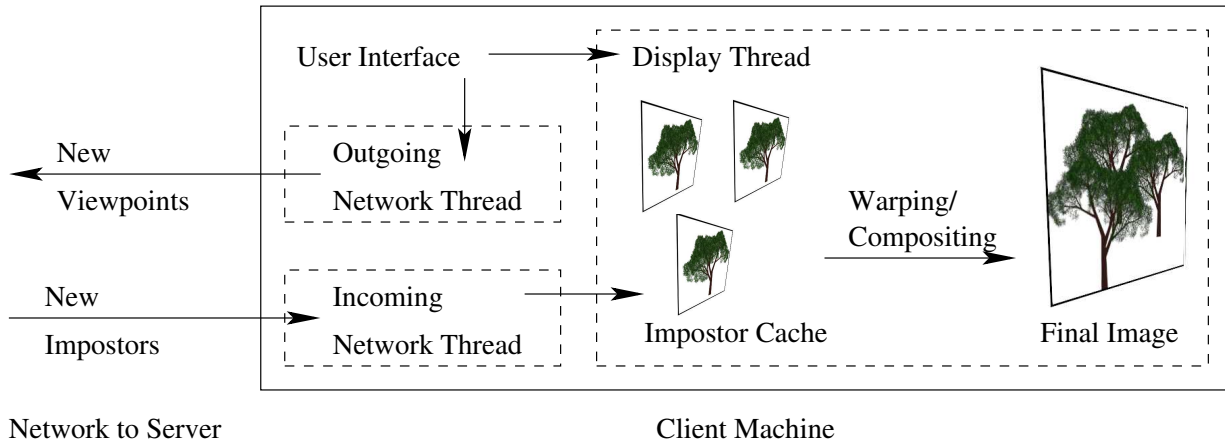 User Interface
Display Thread
New
Viewpoints
Outgoing
Network Thread
Warping/
Compositing
New
Impostors
Incoming
Network Thread
Impostor Cache
Final Image
Network to Server
Client Machine